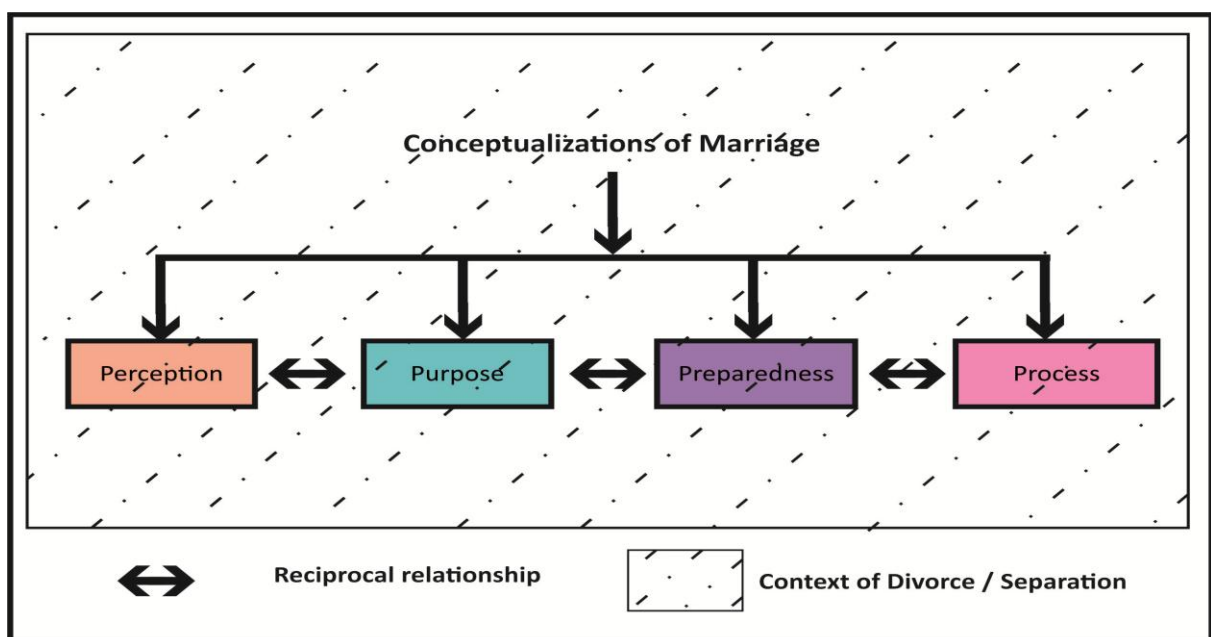 Conceptualizations of Marriage
Perception
Purpose
Preparedness
Process
Reciprocal relationship
Context of Divorce / Separation